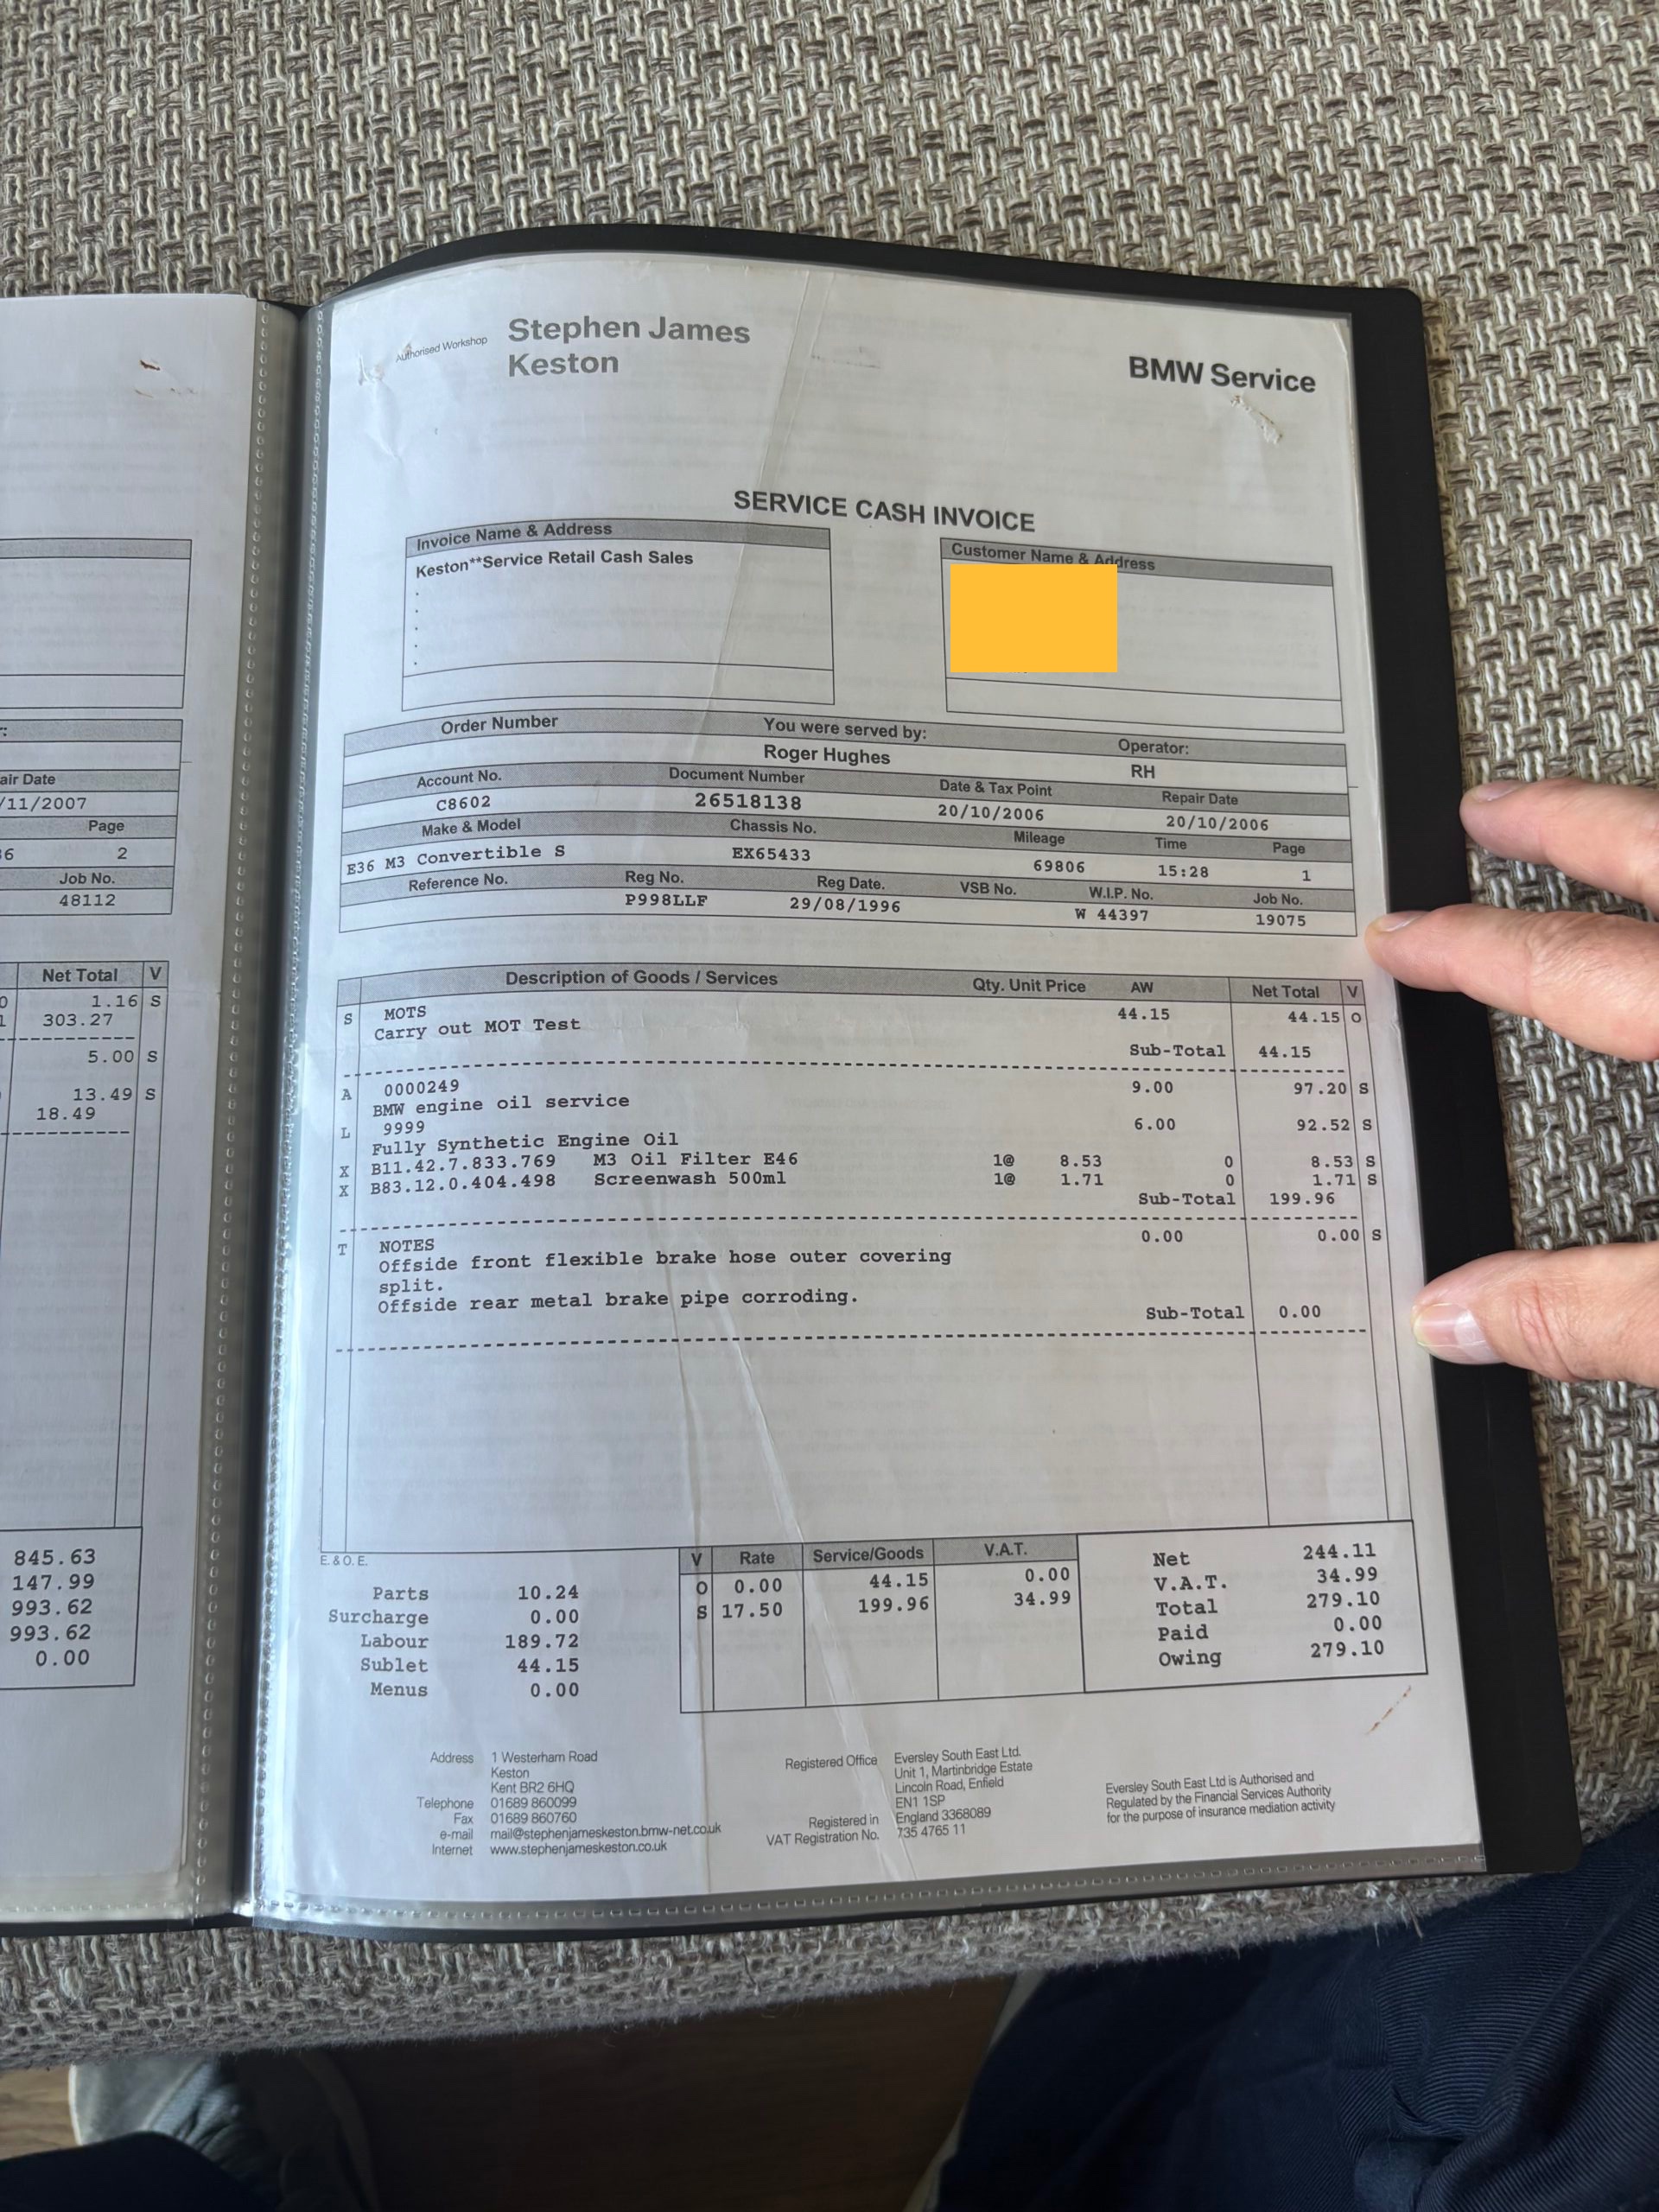 Authorised Workshop
Stephen James
Keston
BMW Service
SERVICE CASH INVOICE
Invoice Name & Address
Keston**Service Retail Cash Sales
.
.
.
.
.
Customer Name & Address
Order Number You were served by: Operator:
Roger Hughes RH
Account No. Document Number Date & Tax Point Repair Date
C8602 26518138 20/10/2006 20/10/2006
Make & Model Chassis No. Mileage Time Page
E36 M3 Convertible S EX65433 69806 15:28 1
Reference No. Reg No. Reg Date. VSB No. W.I.P. No. Job No.
P998LLF 29/08/1996 W 44397 19075
Description of Goods / Services Qty. Unit Price AW Net Total V
S MOTS 44.15 44.15 O
Carry out MOT Test
Sub-Total 44.15
A 0000249 9.00 97.20 S
BMW engine oil service
L 9999 6.00 92.52 S
Fully Synthetic Engine Oil
X B11.42.7.833.769 M3 Oil Filter E46 1@ 8.53 0 8.53 S
X B83.12.0.404.498 Screenwash 500ml 1@ 1.71 0 1.71 S
Sub-Total 199.96
T NOTES 0.00 0.00 S
Offside front flexible brake hose outer covering
split.
Offside rear metal brake pipe corroding.
Sub-Total 0.00
E. & O. E.
Parts 10.24
Surcharge 0.00
Labour 189.72
Sublet 44.15
Menus 0.00
V Rate Service/Goods V.A.T.
O 0.00 44.15 0.00
S 17.50 199.96 34.99
Net 244.11
V.A.T. 34.99
Total 279.10
Paid 0.00
Owing 279.10
Address 1 Westerham Road
Keston
Kent BR2 6HQ
Telephone 01689 860099
Fax 01689 860760
e-mail mail@stephenjameskeston.bmw-net.co.uk
Internet www.stephenjameskeston.co.uk
Registered Office Eversley South East Ltd.
Unit 1, Martinbridge Estate
Lincoln Road, Enfield
EN1 1SP
Registered in England 3368089
VAT Registration No. 735 4765 11
Eversley South East Ltd is Authorised and
Regulated by the Financial Services Authority
for the purpose of insurance mediation activity
air Date
/11/2007
Page
2
Job No.
48112
Net Total V
1.16 S
303.27
5.00 S
13.49 S
18.49
845.63
147.99
993.62
993.62
0.00